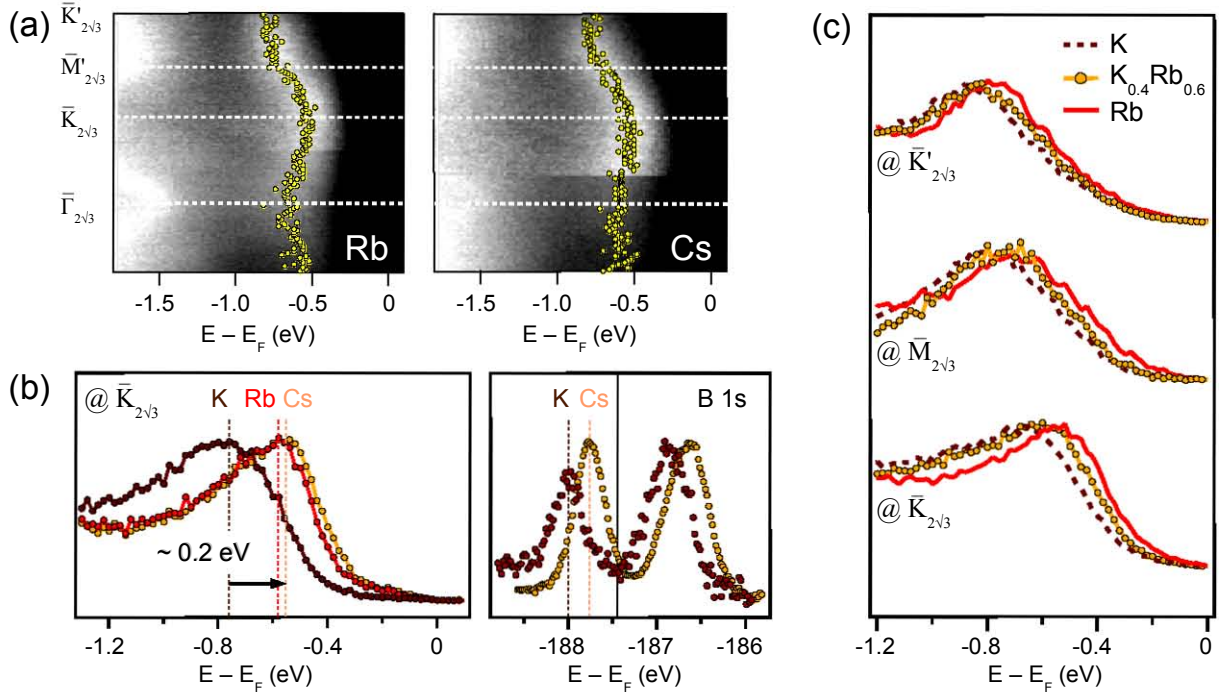 (a)
K̄'2√3
M̄'2√3
K̄2√3
Γ̄2√3
Rb
Cs
-1.5 -1.0 -0.5 0
E – EF (eV)
-1.5 -1.0 -0.5 0
E – EF (eV)
(b)
@ K̄2√3
K Rb Cs
~ 0.2 eV
-1.2 -0.8 -0.4 0
E – EF (eV)
K Cs B 1s
-188 -187 -186
E – EF (eV)
(c)
K
K0.4Rb0.6
Rb
@ K̄'2√3
@ M̄2√3
@ K̄2√3
-1.2 -0.8 -0.4 0
E – EF (eV)